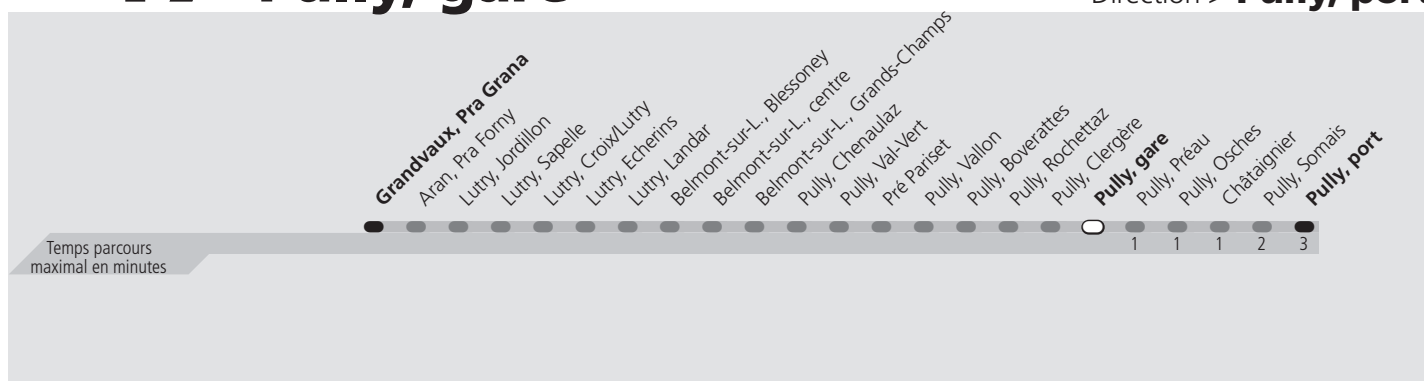 Pully, gare
Direction > Pully, port
Grandvaux, Pra Grana
Aran, Pra Forny
Lutry, Jordillon
Lutry, Sapelle
Lutry, Croix/Lutry
Lutry, Echerins
Lutry, Landar
Belmont-sur-L., Blessoney
Belmont-sur-L., centre
Belmont-sur-L., Grands-Champs
Pully, Chenaulaz
Pully, Val-Vert
Pré Pariset
Pully, Vallon
Pully, Boverattes
Pully, Rochettaz
Pully, Clergère
Pully, gare
Pully, Préau
Pully, Osches
Châtaignier
Pully, Somais
Pully, port
Temps parcours
maximal en minutes
1 1 1 2 3